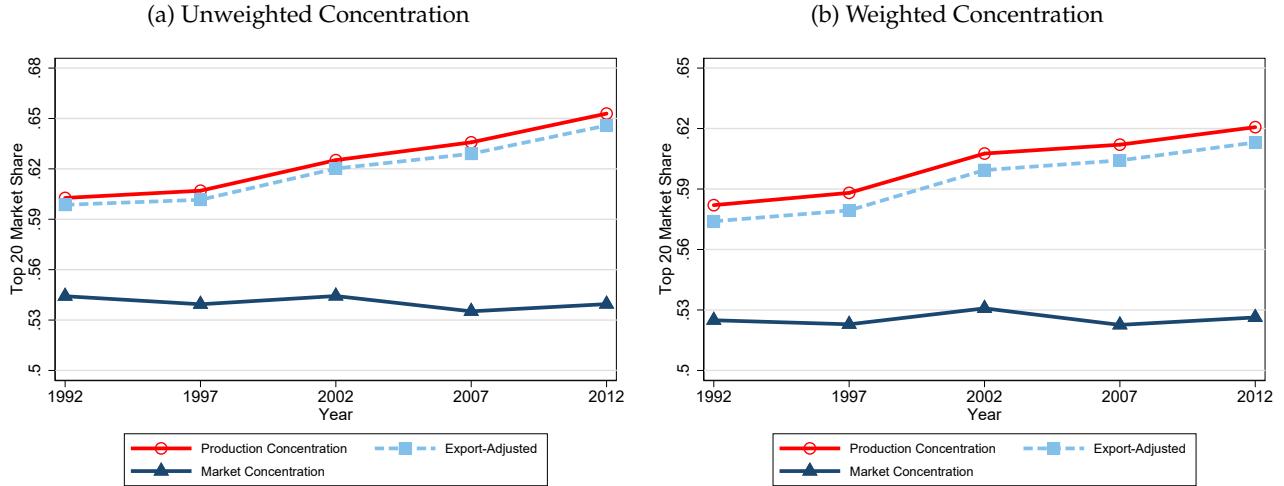 (a) Unweighted Concentration
Top 20 Market Share
.68
.65
.62
.59
.56
.53
.5
1992 1997 2002 2007 2012
Year
Production Concentration Export-Adjusted
Market Concentration
(b) Weighted Concentration
Top 20 Market Share
.65
.62
.59
.56
.53
.5
1992 1997 2002 2007 2012
Year
Production Concentration Export-Adjusted
Market Concentration